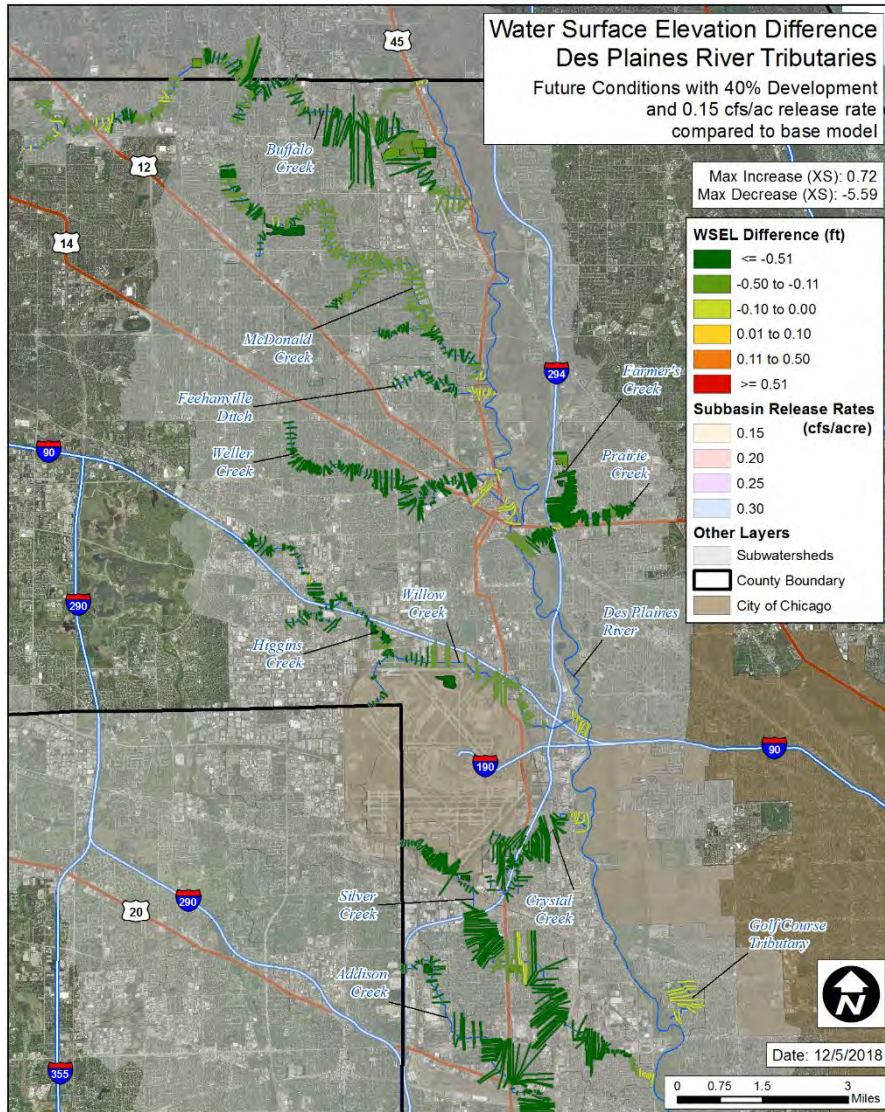 Water Surface Elevation Difference
Des Plaines River Tributaries
Future Conditions with 40% Development
and 0.15 cfs/ac release rate
compared to base model
Max Increase (XS): 0.72
Max Decrease (XS): -5.59
WSEL Difference (ft)
<= -0.51
-0.50 to -0.11
-0.10 to 0.00
0.01 to 0.10
0.11 to 0.50
>= 0.51
Subbasin Release Rates
(cfs/acre)
0.15
0.20
0.25
0.30
Other Layers
Subwatersheds
County Boundary
City of Chicago
45
12
14
Buffalo
Creek
McDonald
Creek
Feehanville
Ditch
294
Farmer's
Creek
Weller
Creek
Prairie
Creek
90
290
Willow
Creek
Higgins
Creek
Des Plaines
River
190
90
Silver
Creek
Crystal
Creek
290
20
Golf Course
Tributary
Addison
Creek
355
N
Date: 12/5/2018
0 0.75 1.5 3
Miles